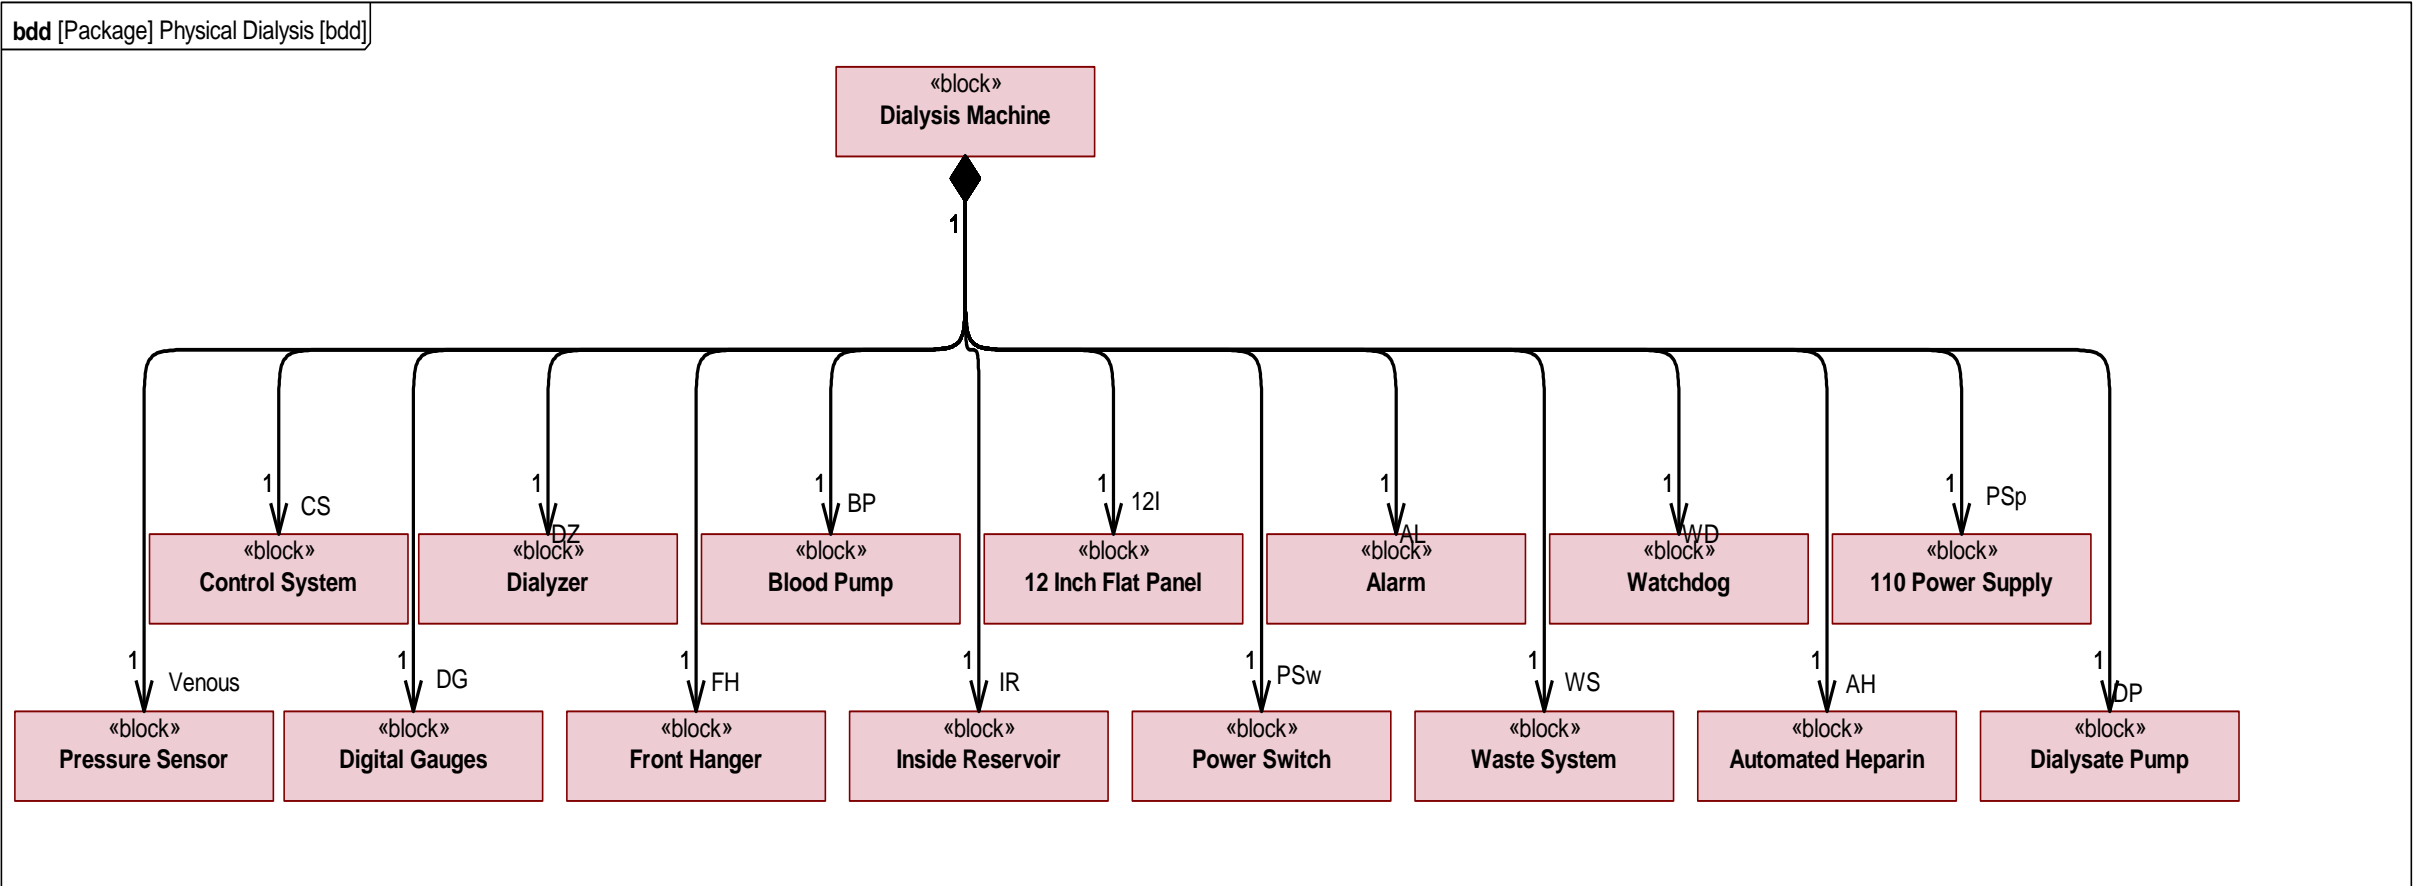 bdd [Package] Physical Dialysis [bdd]
«block»
Dialysis Machine
1
1
CS
1
DZ
1
BP
1
12I
1
AL
1
WD
1
PSp
«block»
Control System
«block»
Dialyzer
«block»
Blood Pump
«block»
12 Inch Flat Panel
«block»
Alarm
«block»
Watchdog
«block»
110 Power Supply
1
Venous
1
DG
1
FH
1
IR
1
PSw
1
WS
1
AH
1
DP
«block»
Pressure Sensor
«block»
Digital Gauges
«block»
Front Hanger
«block»
Inside Reservoir
«block»
Power Switch
«block»
Waste System
«block»
Automated Heparin
«block»
Dialysate Pump